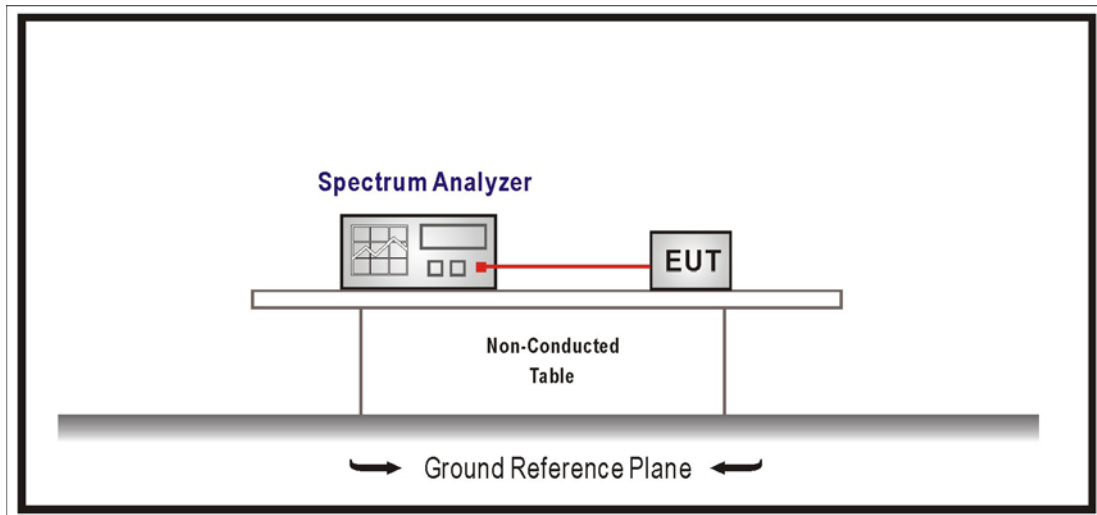 Spectrum Analyzer
EUT
Non-Conducted
Table
Ground Reference Plane